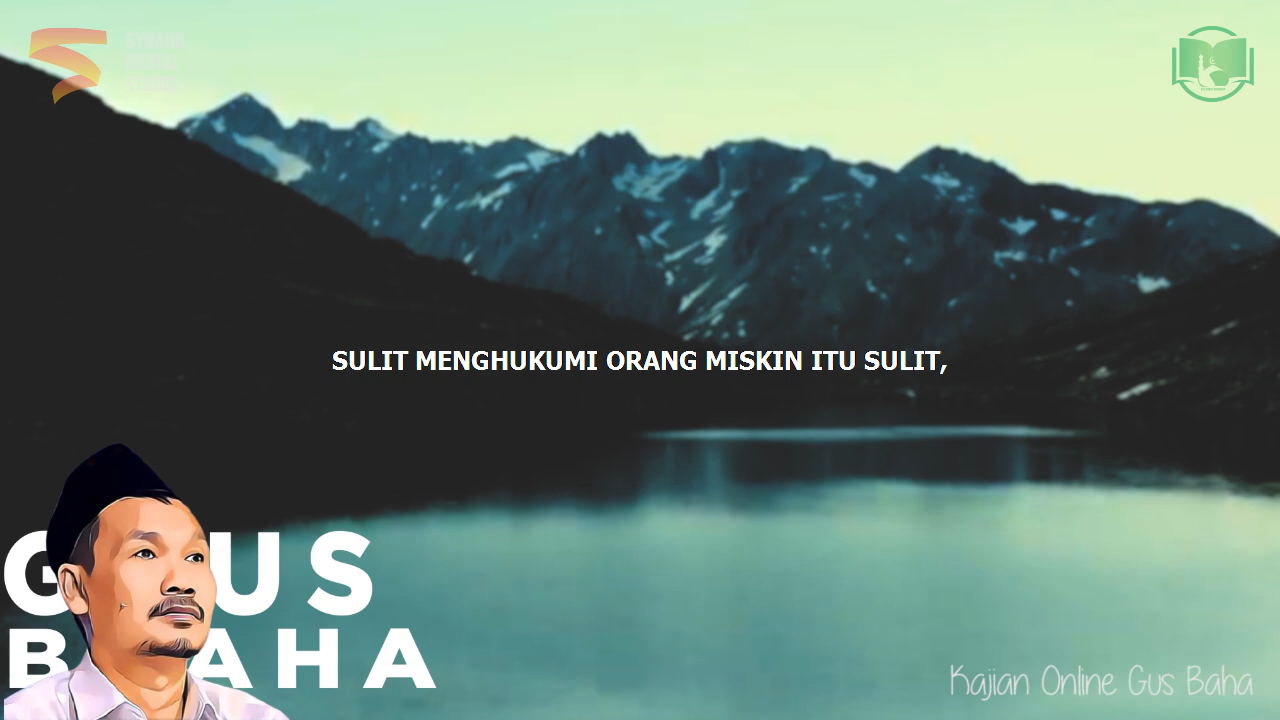 SULIT MENGHUKUMI ORANG MISKIN ITU SULIT,
GUS
BAHA
Kajian Online Gus Baha